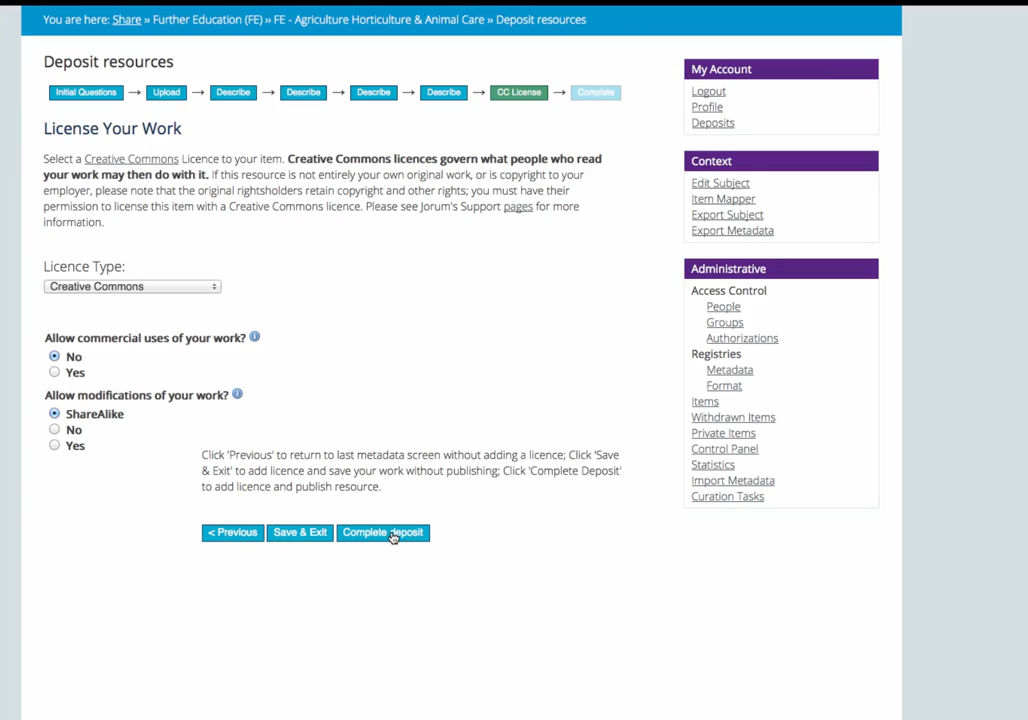 You are here: Share » Further Education (FE) » FE - Agriculture Horticulture & Animal Care » Deposit resources
Deposit resources
Initial Questions → Upload → Describe → Describe → Describe → Describe → CC License → Complete
License Your Work
Select a Creative Commons Licence to your item. Creative Commons licences govern what people who read
your work may then do with it. If this resource is not entirely your own original work, or is copyright to your
employer, please note that the original rightsholders retain copyright and other rights; you must have their
permission to license this item with a Creative Commons licence. Please see Jorum's Support pages for more
information.
Licence Type:
Creative Commons
Allow commercial uses of your work?
No
Yes
Allow modifications of your work?
ShareAlike
No
Yes
Click 'Previous' to return to last metadata screen without adding a licence; Click 'Save
& Exit' to add licence and save your work without publishing; Click 'Complete Deposit'
to add licence and publish resource.
< Previous Save & Exit Complete deposit
My Account
Logout
Profile
Deposits
Context
Edit Subject
Item Mapper
Export Subject
Export Metadata
Administrative
Access Control
People
Groups
Authorizations
Registries
Metadata
Format
Items
Withdrawn Items
Private Items
Control Panel
Statistics
Import Metadata
Curation Tasks